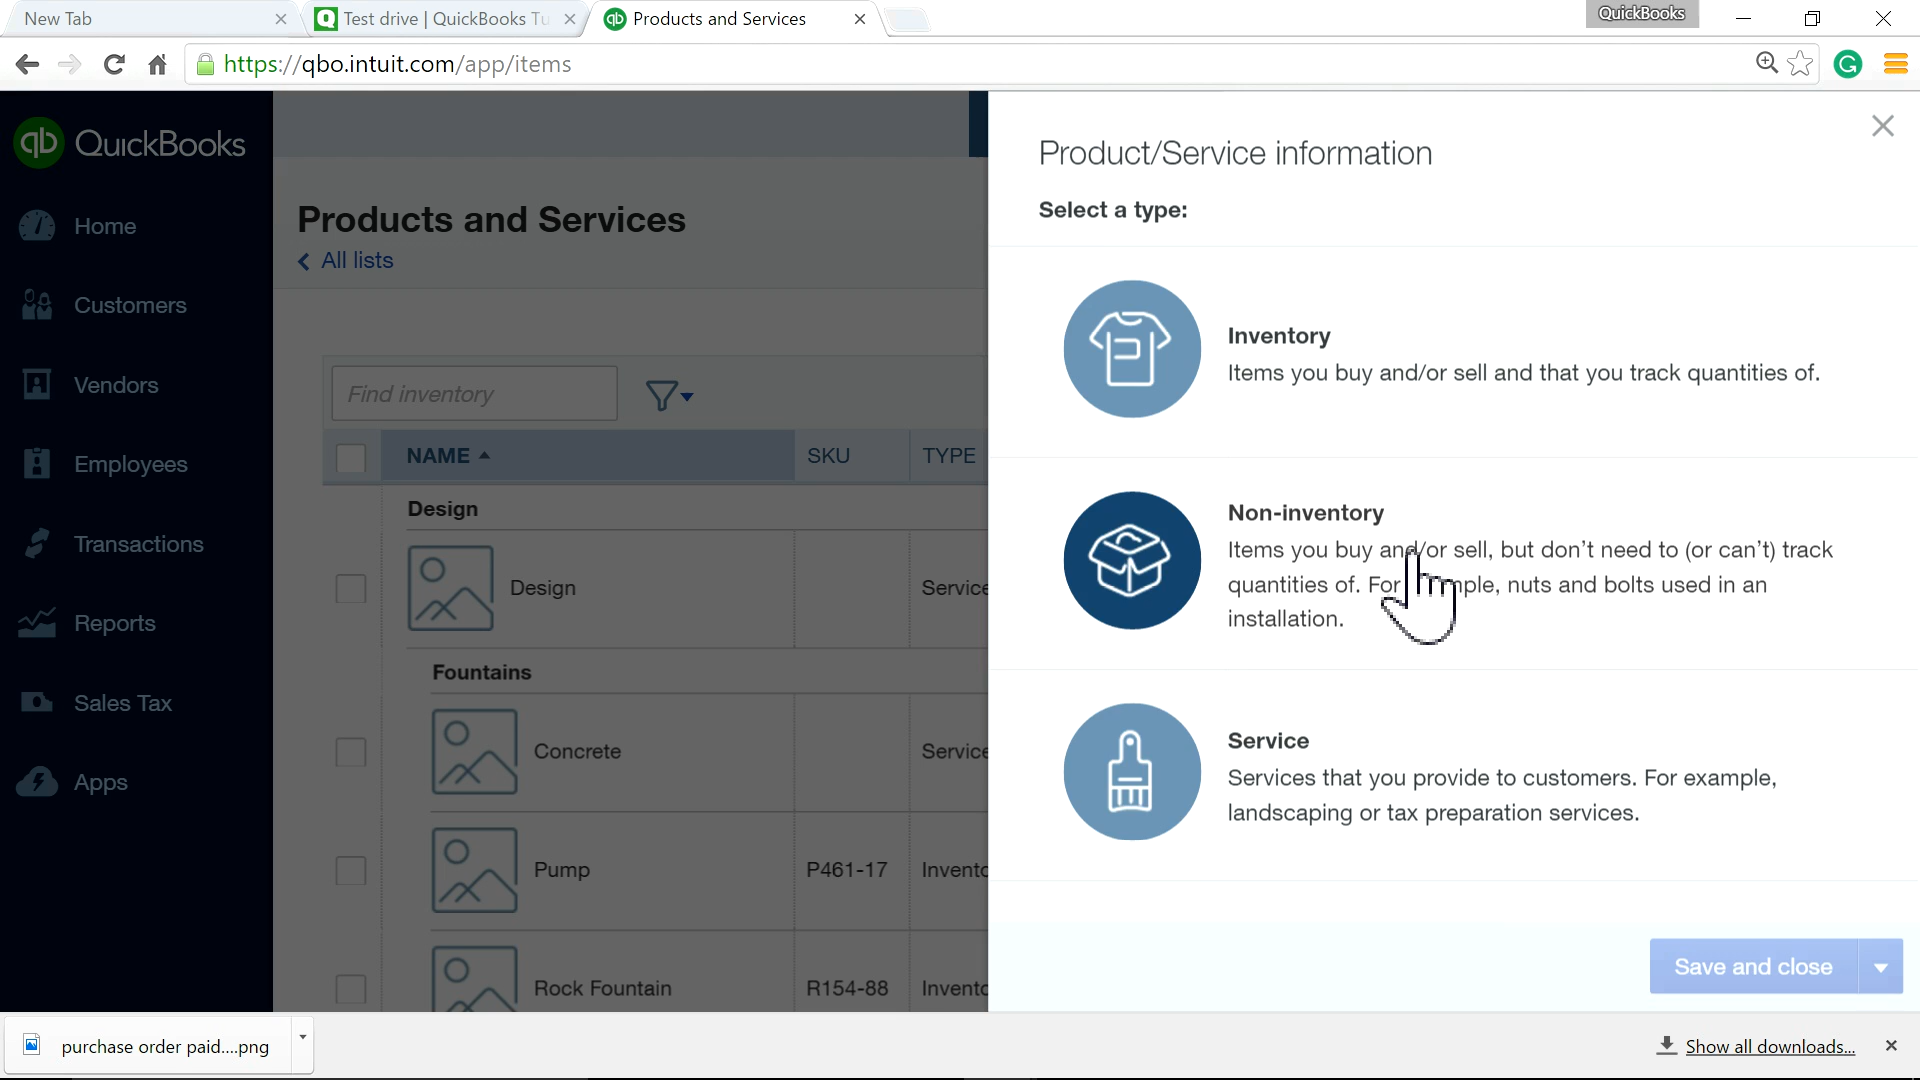 New Tab
Test drive | QuickBooks Tu
Products and Services
QuickBooks
https://qbo.intuit.com/app/items
qb QuickBooks
Home
Customers
Vendors
Employees
Transactions
Reports
Sales Tax
Apps
Products and Services
All lists
Find inventory
NAME SKU TYPE
Design
Design Service
Fountains
Concrete Service
Pump P461-17 Invento
Rock Fountain R154-88 Invento
Product/Service information
Select a type:
Inventory
Items you buy and/or sell and that you track quantities of.
Non-inventory
Items you buy and/or sell, but don't need to (or can't) track
quantities of. For mple, nuts and bolts used in an
installation.
Service
Services that you provide to customers. For example,
landscaping or tax preparation services.
Save and close
purchase order paid....png
Show all downloads...